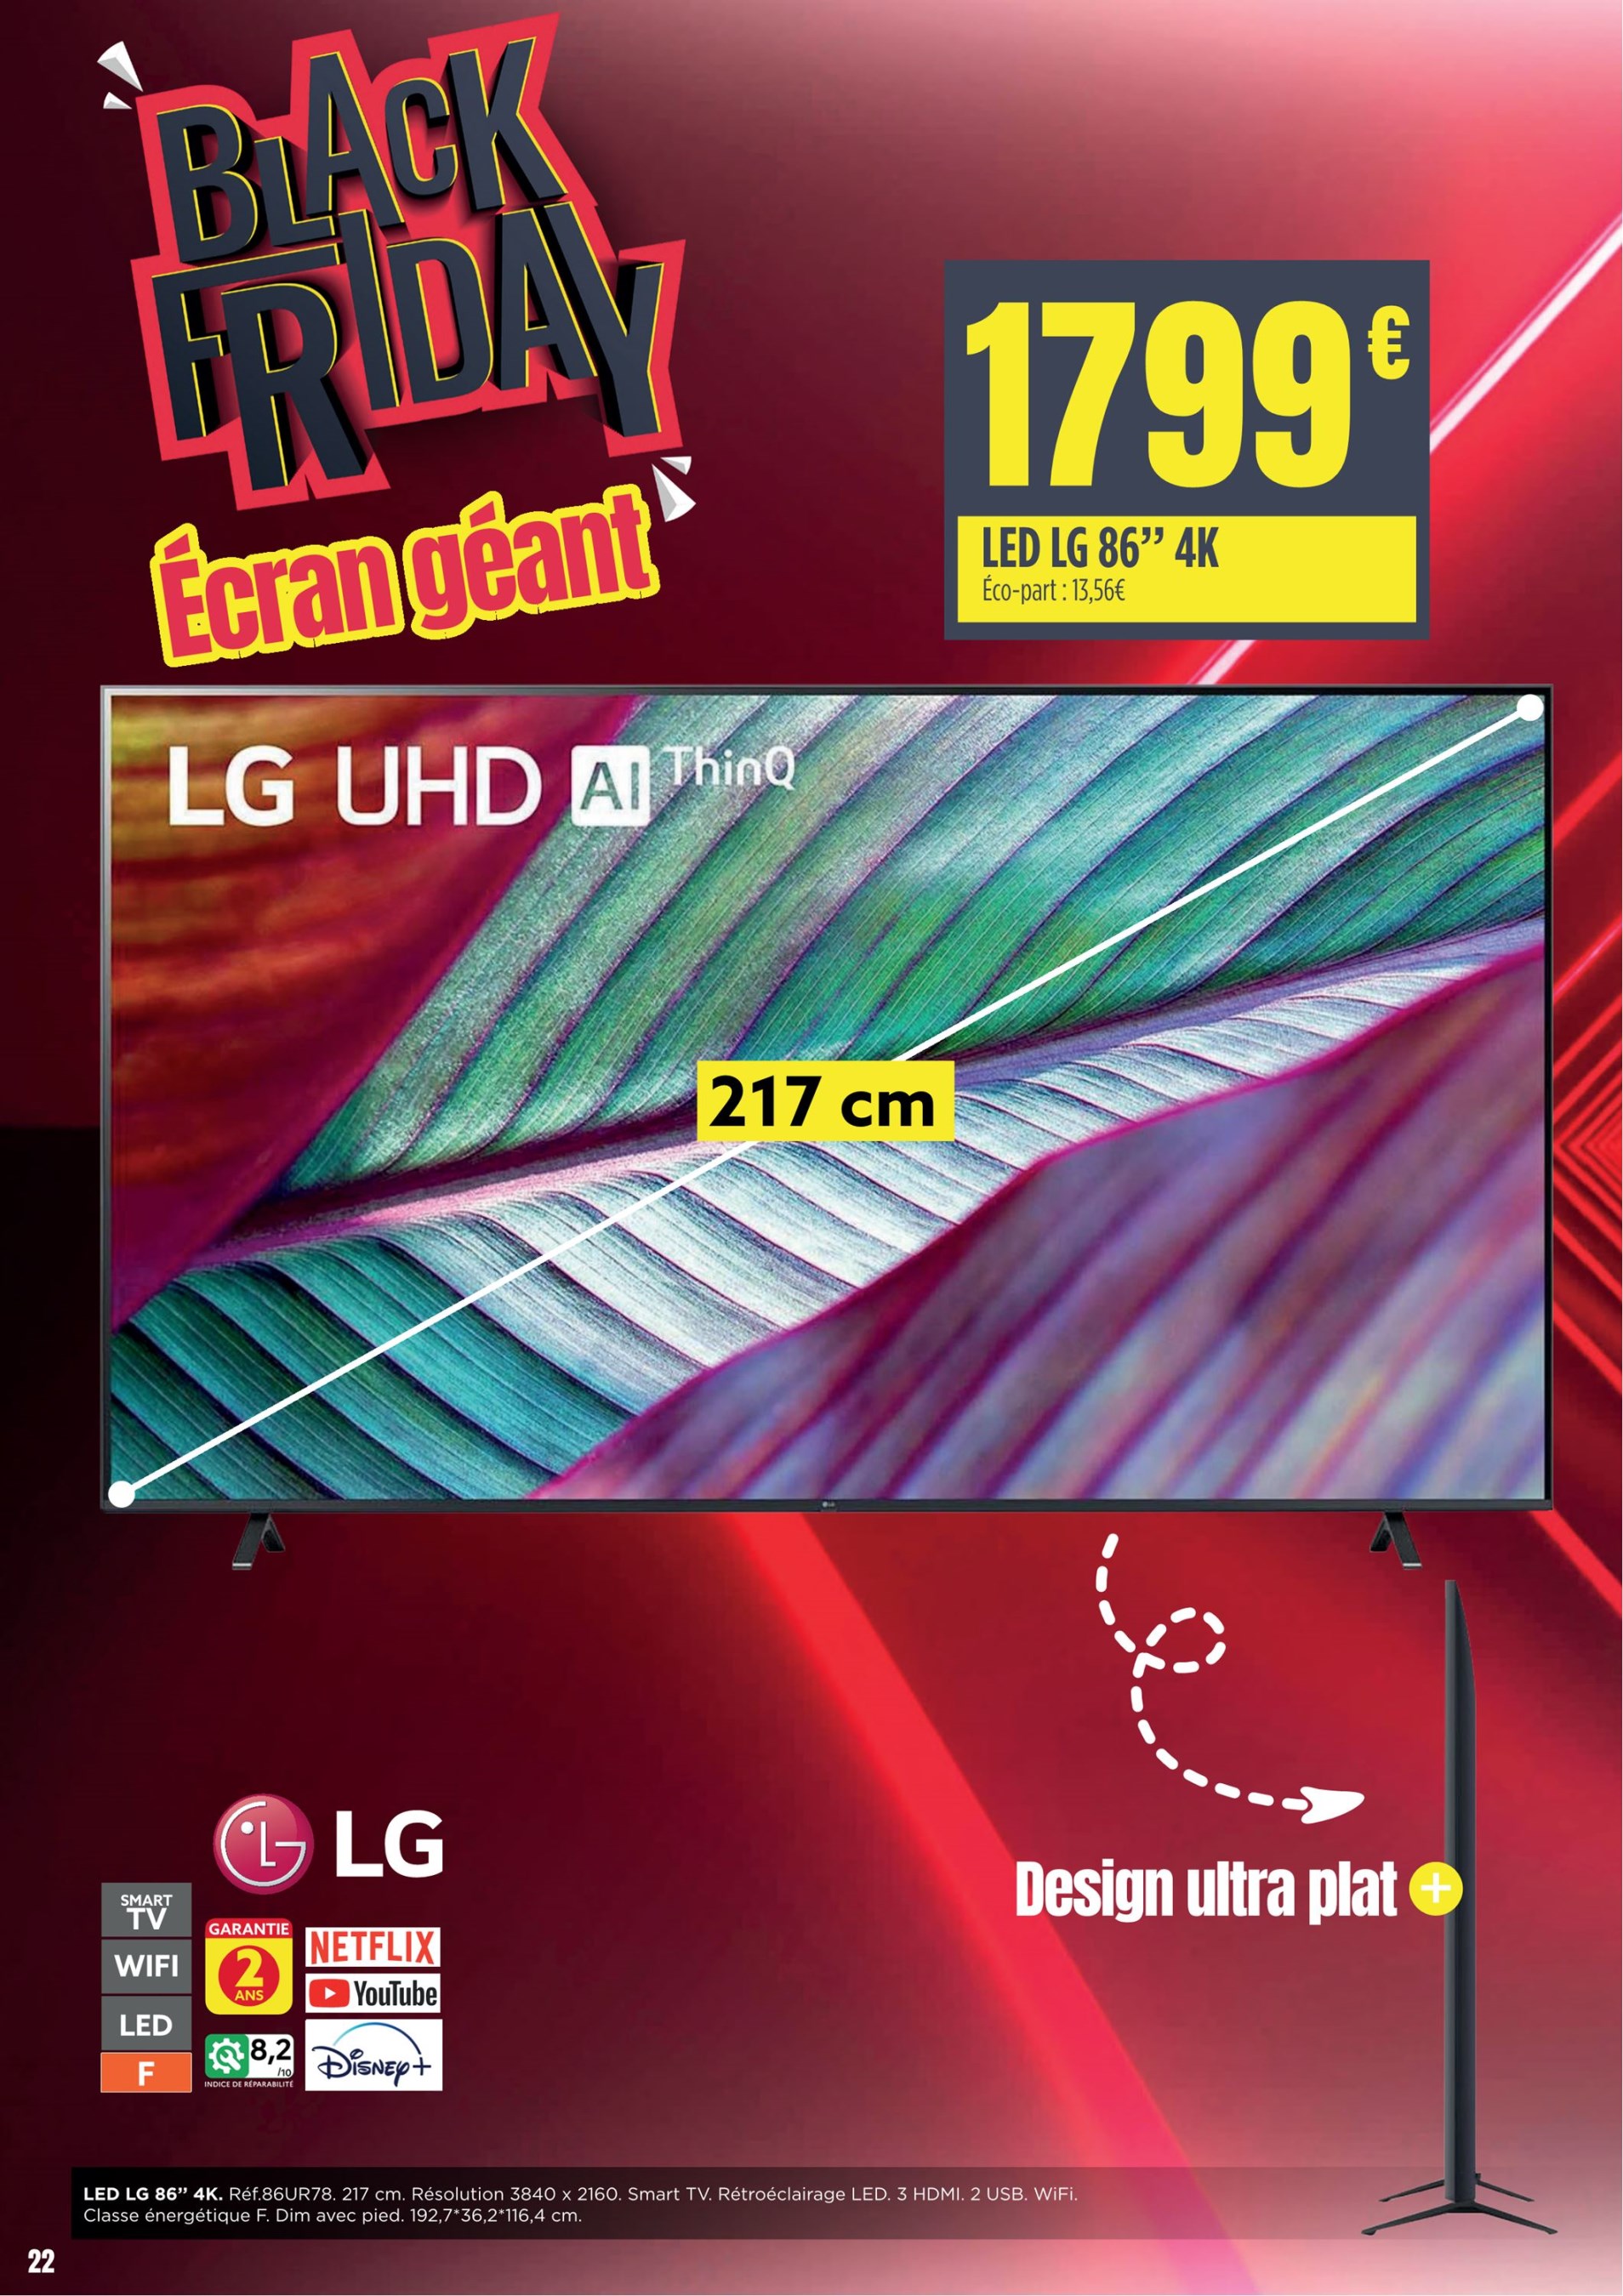 BLACK
FRIDAY
Écran géant
1799€
LED LG 86’’ 4K
Éco-part : 13,56€
LG UHD AI ThinQ
217 cm
LG
Design ultra plat +
SMART
TV
WIFI
LED
F
GARANTIE
2
ANS
8,2
/10
INDICE DE RÉPARABILITÉ
NETFLIX
YouTube
Disney+
LED LG 86’’ 4K. Réf.86UR78. 217 cm. Résolution 3840 x 2160. Smart TV. Rétroéclairage LED. 3 HDMI. 2 USB. WiFi.
Classe énergétique F. Dim avec pied. 192,7*36,2*116,4 cm.
22